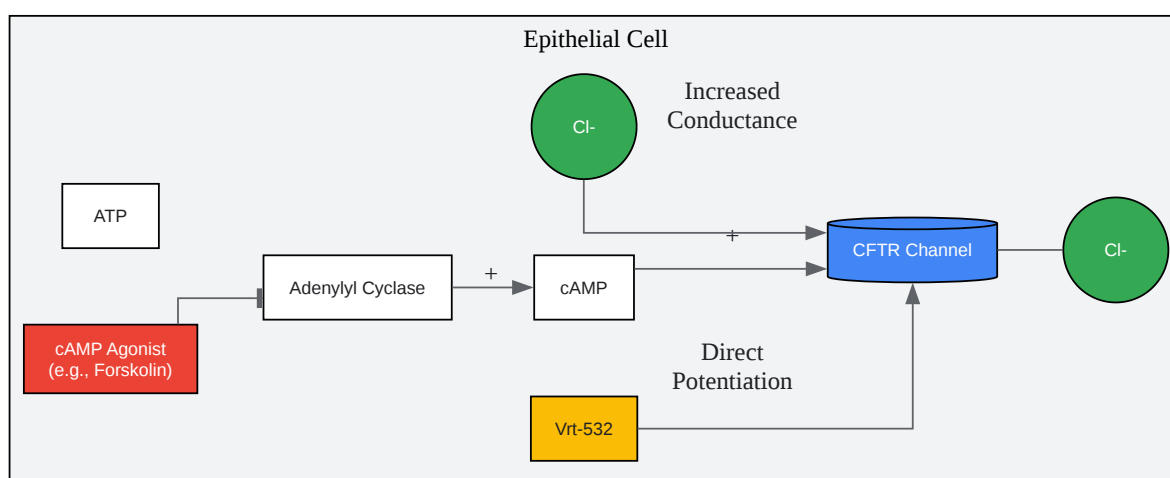 Epithelial Cell
Cl-
Increased
Conductance
ATP
+
CFTR Channel
Cl-
Adenylyl Cyclase
+
cAMP
cAMP Agonist
(e.g., Forskolin)
Direct
Potentiation
Vrt-532